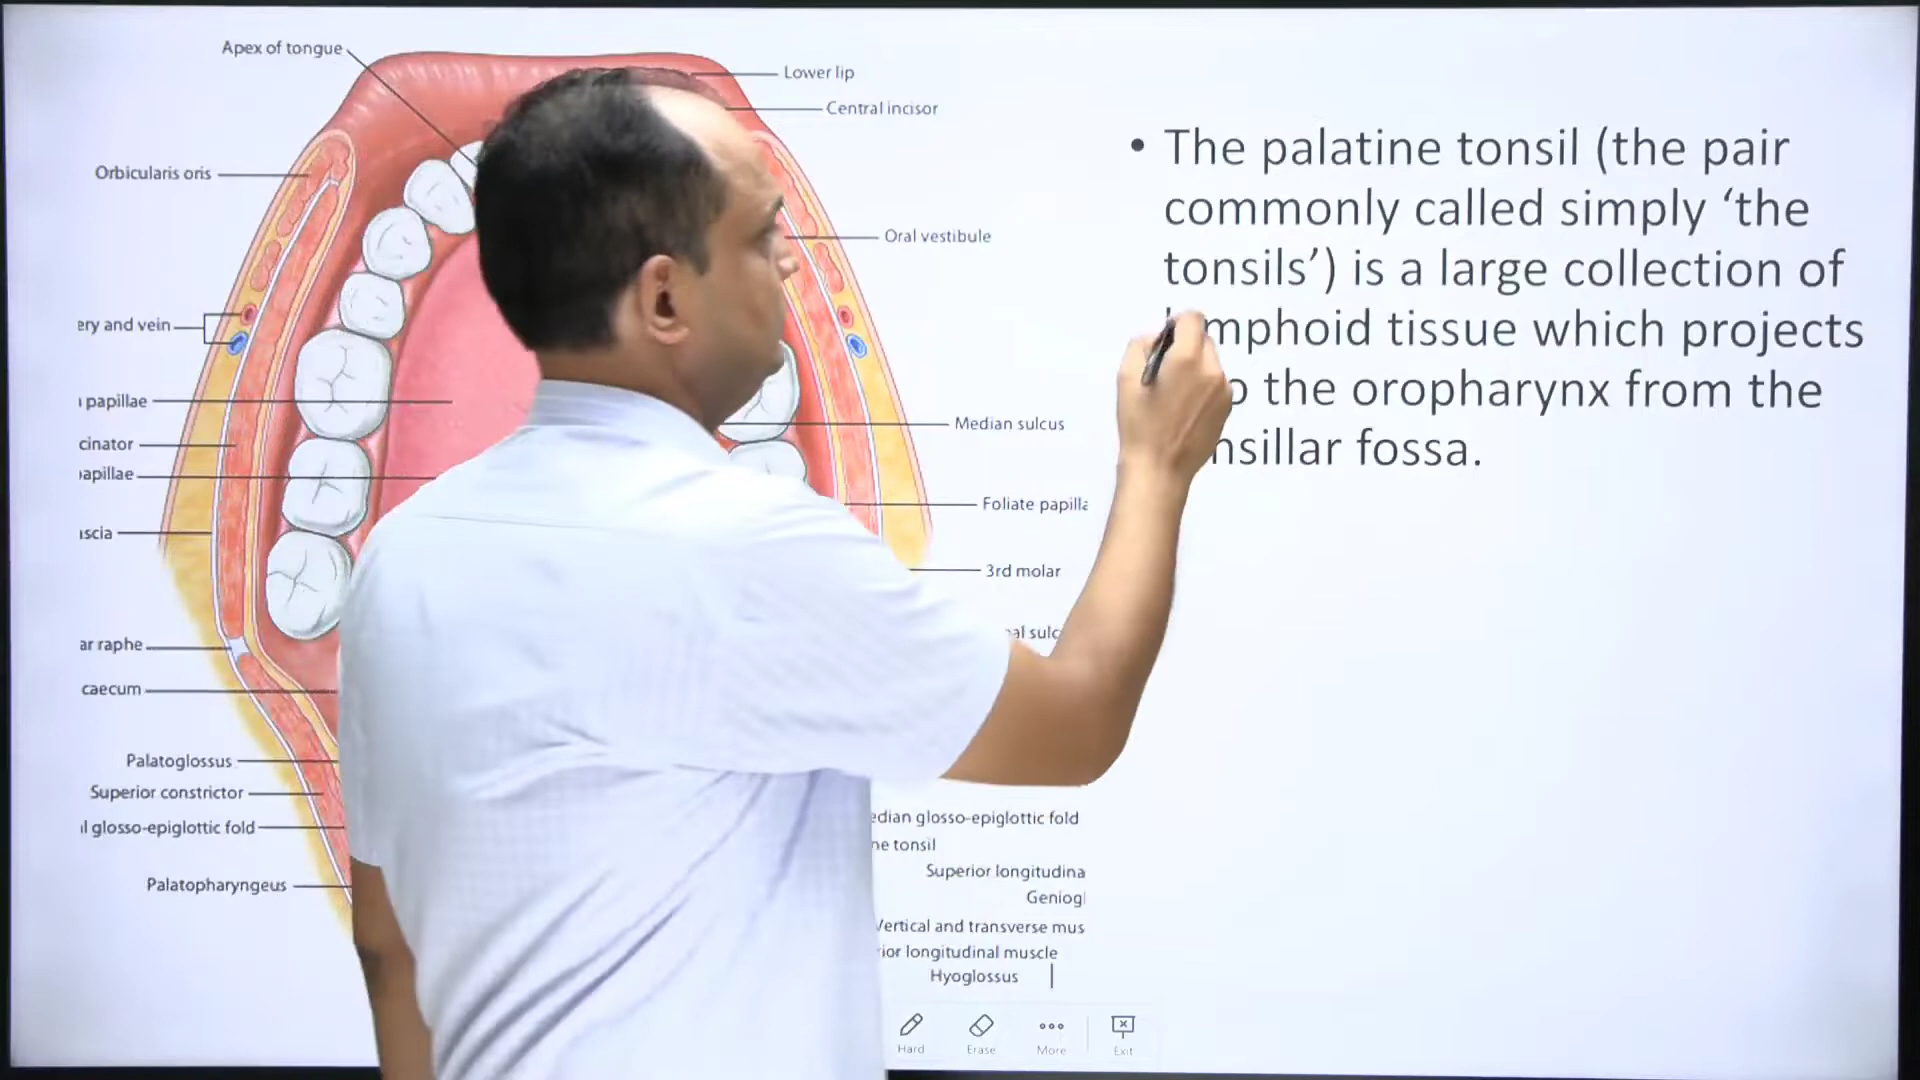 Apex of tongue
Lower lip
Central incisor
Orbicularis oris
Oral vestibule
ery and vein
papillae
cinator
apillae
scia
Median sulcus
Foliate papilla
3rd molar
al sulc
ar raphe
caecum
Palatoglossus
Superior constrictor
l glosso-epiglottic fold
Palatopharyngeus
edian glosso-epiglottic fold
ne tonsil
Superior longitudina
Geniogl
Vertical and transverse mus
ior longitudinal muscle
Hyoglossus
• The palatine tonsil (the pair
commonly called simply ‘the
tonsils’) is a large collection of
mphoid tissue which projects
o the oropharynx from the
nsillar fossa.
Hard
Erase
More
Exit